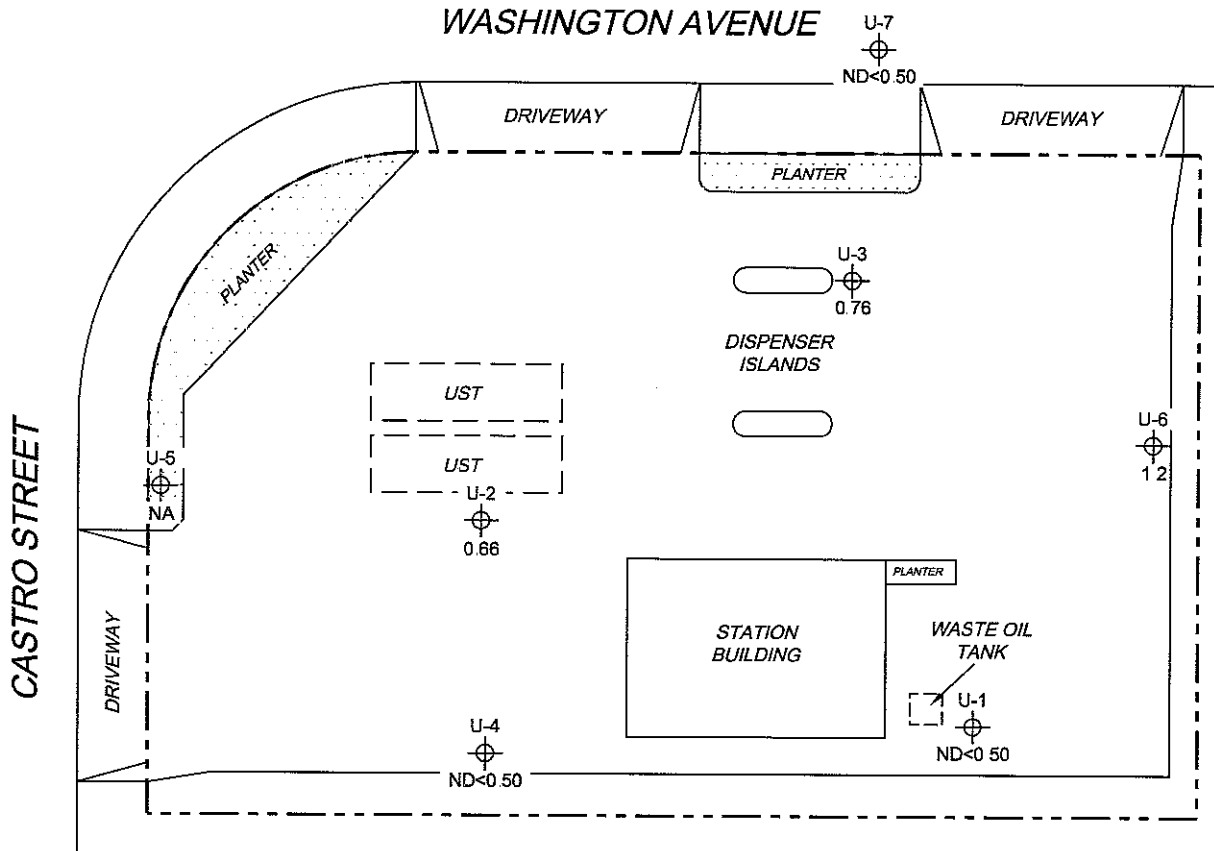 WASHINGTON AVENUE
U-7
ND<0.50
DRIVEWAY
DRIVEWAY
PLANTER
PLANTER
U-3
0.76
DISPENSER
ISLANDS
UST
UST
U-6
1 2
U-5
NA
U-2
0.66
CASTRO STREET
PLANTER
STATION
BUILDING
WASTE OIL
TANK
DRIVEWAY
U-4
ND<0.50
U-1
ND<0 50